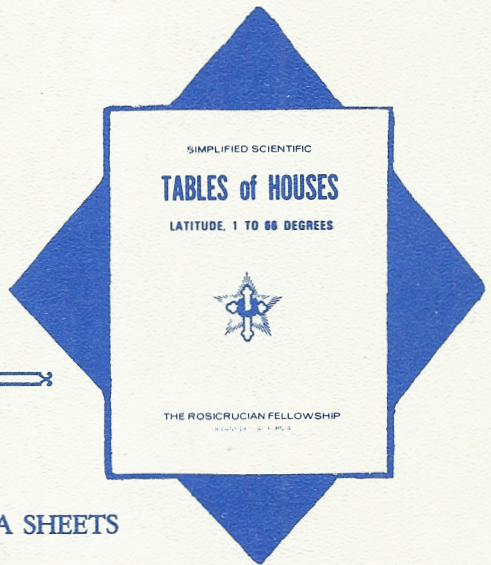 SIMPLIFIED SCIENTIFIC
TABLES of HOUSES
LATITUDE, 1 TO 66 DEGREES
THE ROSICRUCIAN FELLOWSHIP
A SHEETS